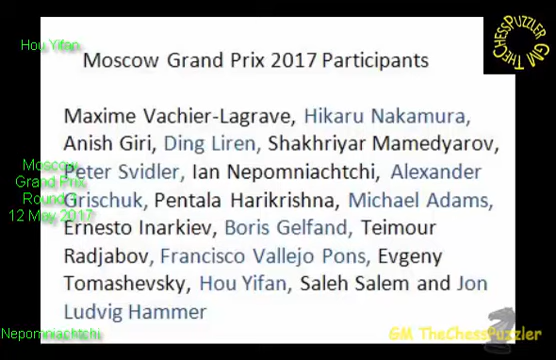 Hou Yifan
Moscow Grand Prix 2017 Participants
GM TheChessPuzzler
Maxime Vachier-Lagrave, Hikaru Nakamura,
Anish Giri, Ding Liren, Shakhriyar Mamedyarov,
Peter Svidler, Ian Nepomniachtchi, Alexander
Grischuk, Pentala Harikrishna, Michael Adams,
Ernesto Inarkiev, Boris Gelfand, Teimour
Radjabov, Francisco Vallejo Pons, Evgeny
Tomashevsky, Hou Yifan, Saleh Salem and Jon
Ludvig Hammer
Moscow
Grand Prix
Round
12 May 2017
Nepomniachtchi
GM TheChessPuzzler